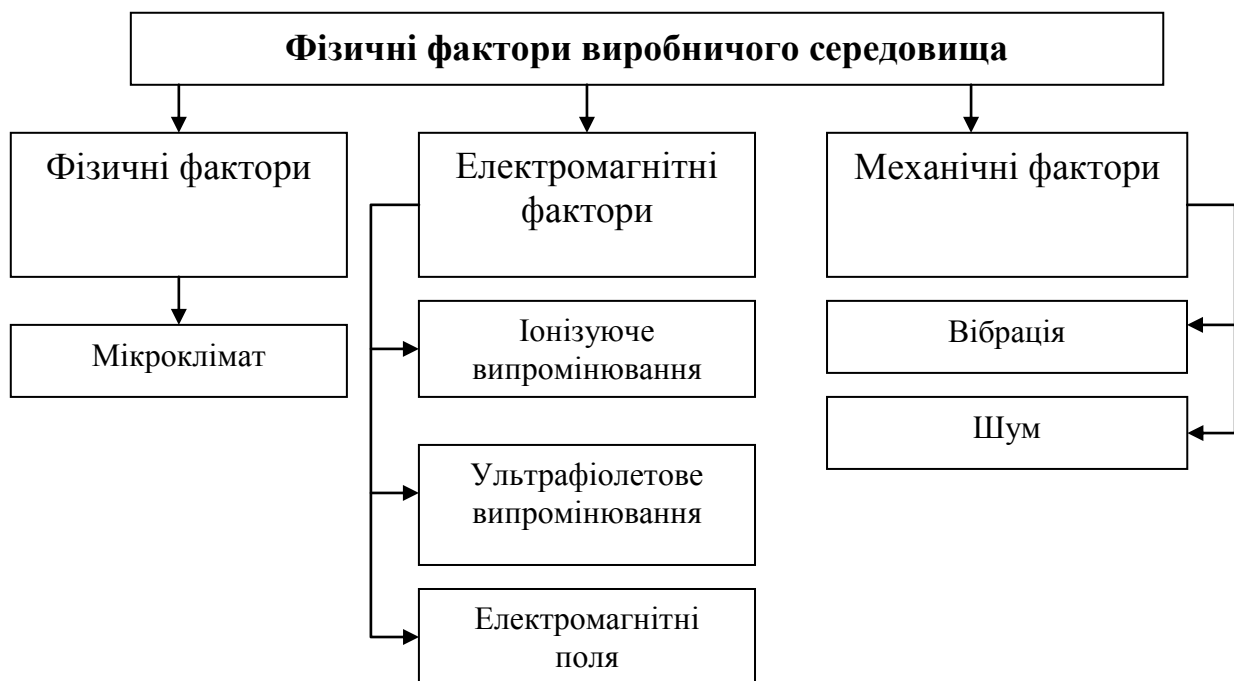 Фізичні фактори виробничого середовища
Фізичні фактори
Мікроклімат
Електромагнітні
фактори
Іонізуюче
випромінювання
Ультрафіолетове
випромінювання
Електромагнітні
поля
Механічні фактори
Вібрація
Шум